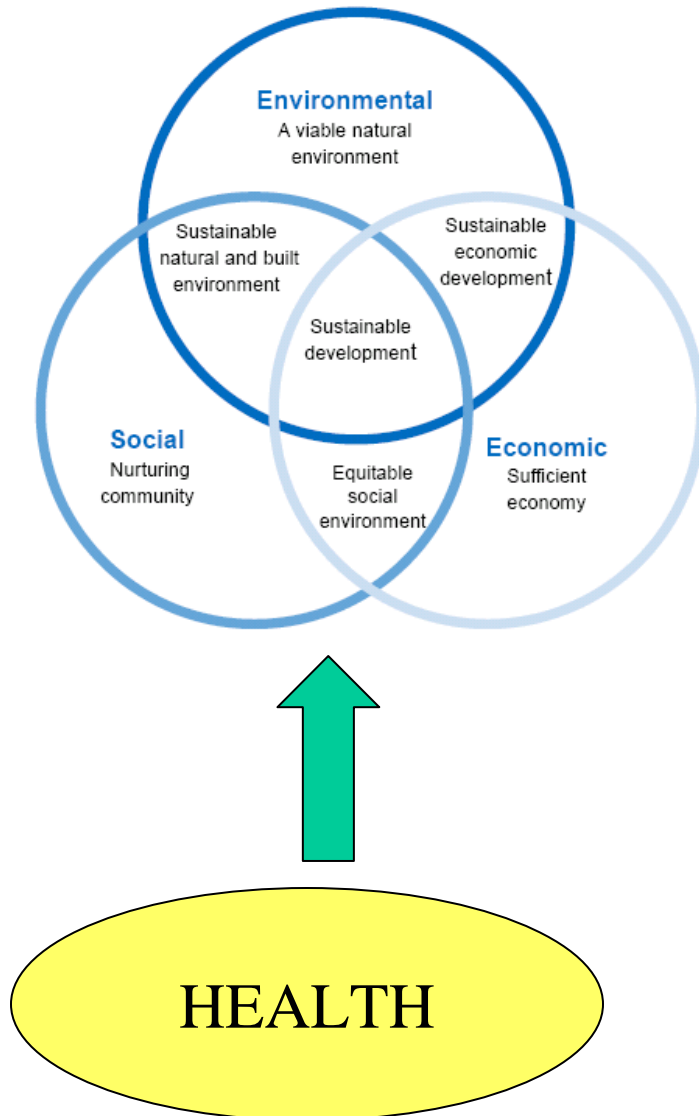 Environmental
A viable natural
environment
Sustainable
natural and built
environment
Sustainable
economic
development
Sustainable
development
Social
Nurturing
community
Economic
Sufficient
economy
Equitable
social
environment
HEALTH